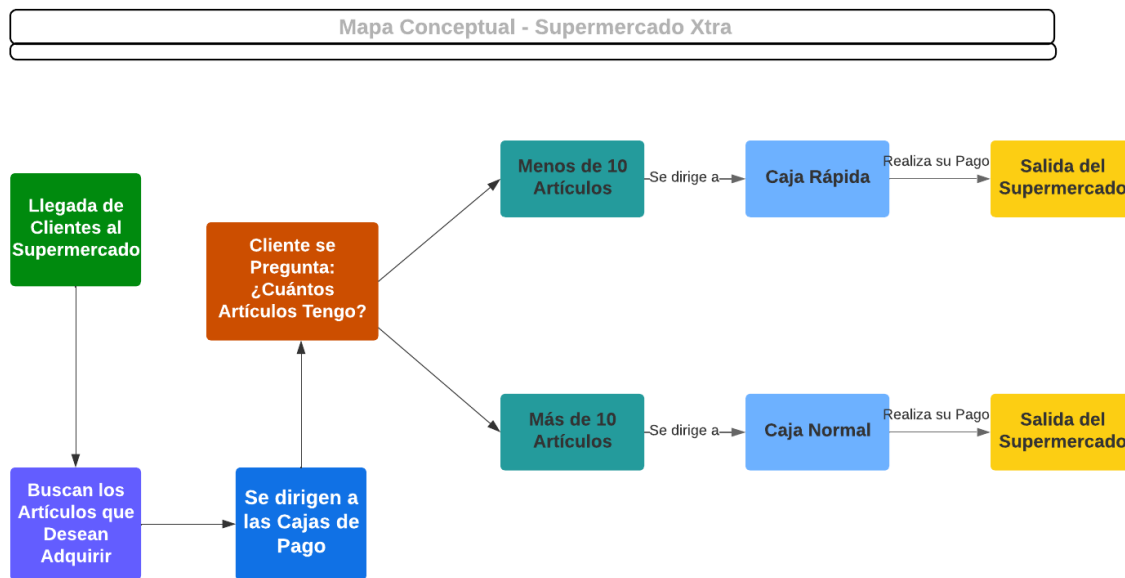 Mapa Conceptual - Supermercado Xtra
Llegada de
Clientes al
Supermercado
Buscan los
Artículos que
Desean
Adquirir
Se dirigen a
las Cajas de
Pago
Cliente se
Pregunta:
¿Cuántos
Artículos Tengo?
Menos de 10
Artículos
Se dirige a
Caja Rápida
Realiza su Pago
Salida del
Supermercado
Más de 10
Artículos
Se dirige a
Caja Normal
Realiza su Pago
Salida del
Supermercado